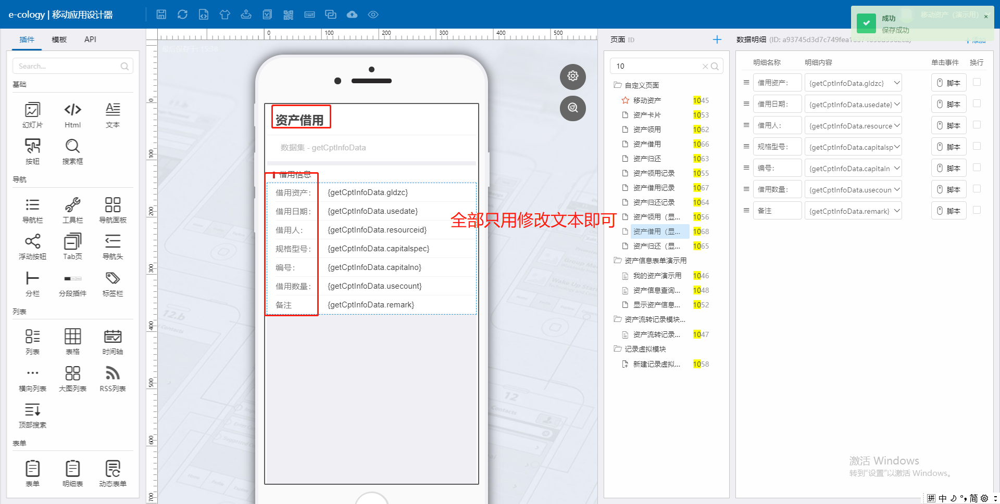 e-cology | 移动应用设计器
移动资产（演示用）
成功
保存成功
插件 模板 API
Search...
基础
幻灯片 Html 文本
按钮 搜索框
导航
导航栏 工具栏 导航面板
浮动按钮 Tab页 导航头
分栏 分段插件 标签栏
列表
列表 表格 时间轴
横向列表 大图列表 RSS列表
顶部搜索
表单
表单 明细表 动态表单
0 100 200 300 400 500
0
100
200
300
400
500
600
700
最后保存于: 15:38
资产借用
数据集 - getCptInfoData
借用信息
借用资产: {getCptInfoData.gldzc}
借用日期: {getCptInfoData.usedate}
借用人: {getCptInfoData.resourceid}
规格型号: {getCptInfoData.capitalspec}
编号: {getCptInfoData.capitalno}
借用数量: {getCptInfoData.usecount}
备注 {getCptInfoData.remark}
全部只用修改文本即可
页面 ID
10
自定义页面
移动资产 1045
资产卡片 1053
资产领用 1062
资产借用 1066
资产归还 1063
资产领用记录 1055
资产借用记录 1067
资产归还记录 1064
资产领用（显... 1056
资产借用（显... 1068
资产归还（显... 1065
资产信息表单演示用
我的资产演示用 1046
资产信息查询... 1048
显示资产信息... 1052
资产流转记录模块...
资产流转记录... 1047
记录虚拟模块
新建记录虚拟... 1058
数据明细 (ID: a93745d3d7c749fea1
添加
明细名称 明细内容 单击事件 换行
借用资产: {getCptInfoData.gldzc} 脚本
借用日期: {getCptInfoData.usedate} 脚本
借用人: {getCptInfoData.resource 脚本
规格型号: {getCptInfoData.capitalsp 脚本
编号: {getCptInfoData.capitaln 脚本
借用数量: {getCptInfoData.usecoun 脚本
备注 {getCptInfoData.remark} 脚本
激活 Windows
转到“设置”以激活 Windows。
拼 中 简